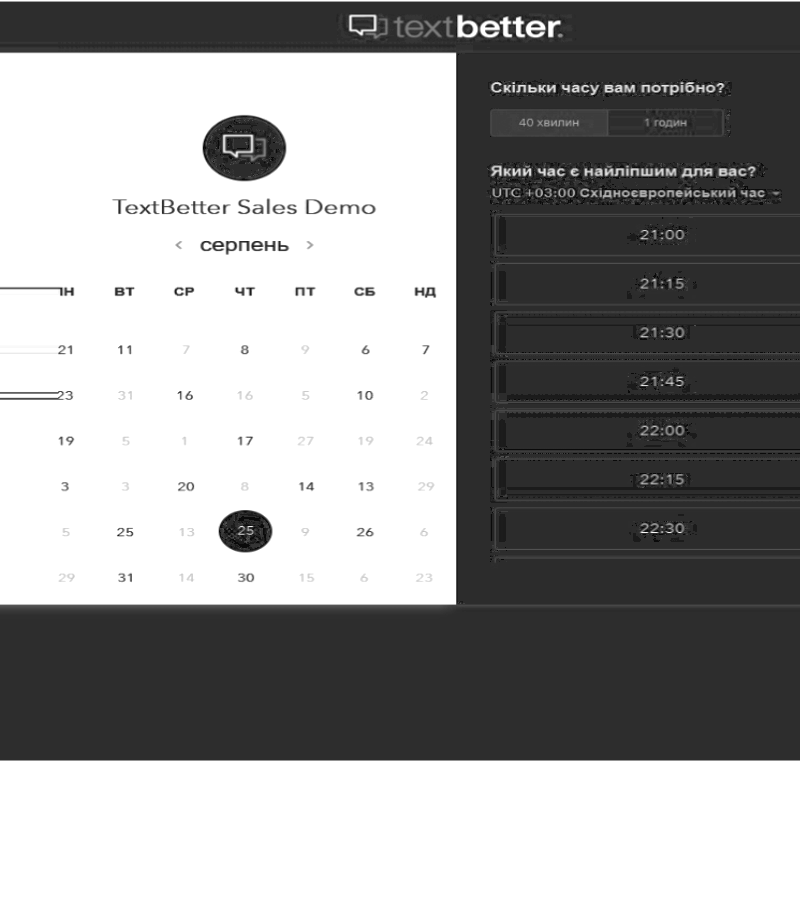 textbetter.
TextBetter Sales Demo
< серпень >
ПН ВТ СР ЧТ ПТ СБ НД
21 11 7 8 9 6 7
23 31 16 16 5 10 2
19 5 1 17 27 19 24
3 3 20 8 14 13 29
5 25 13 25 9 26 6
29 31 14 30 15 6 23
Скільки часу вам потрібно?
40 хвилин 1 годин
Який час є найліпшим для вас?
UTC +03:00 Східноєвропейський час
21:00
21:15
21:30
21:45
22:00
22:15
22:30